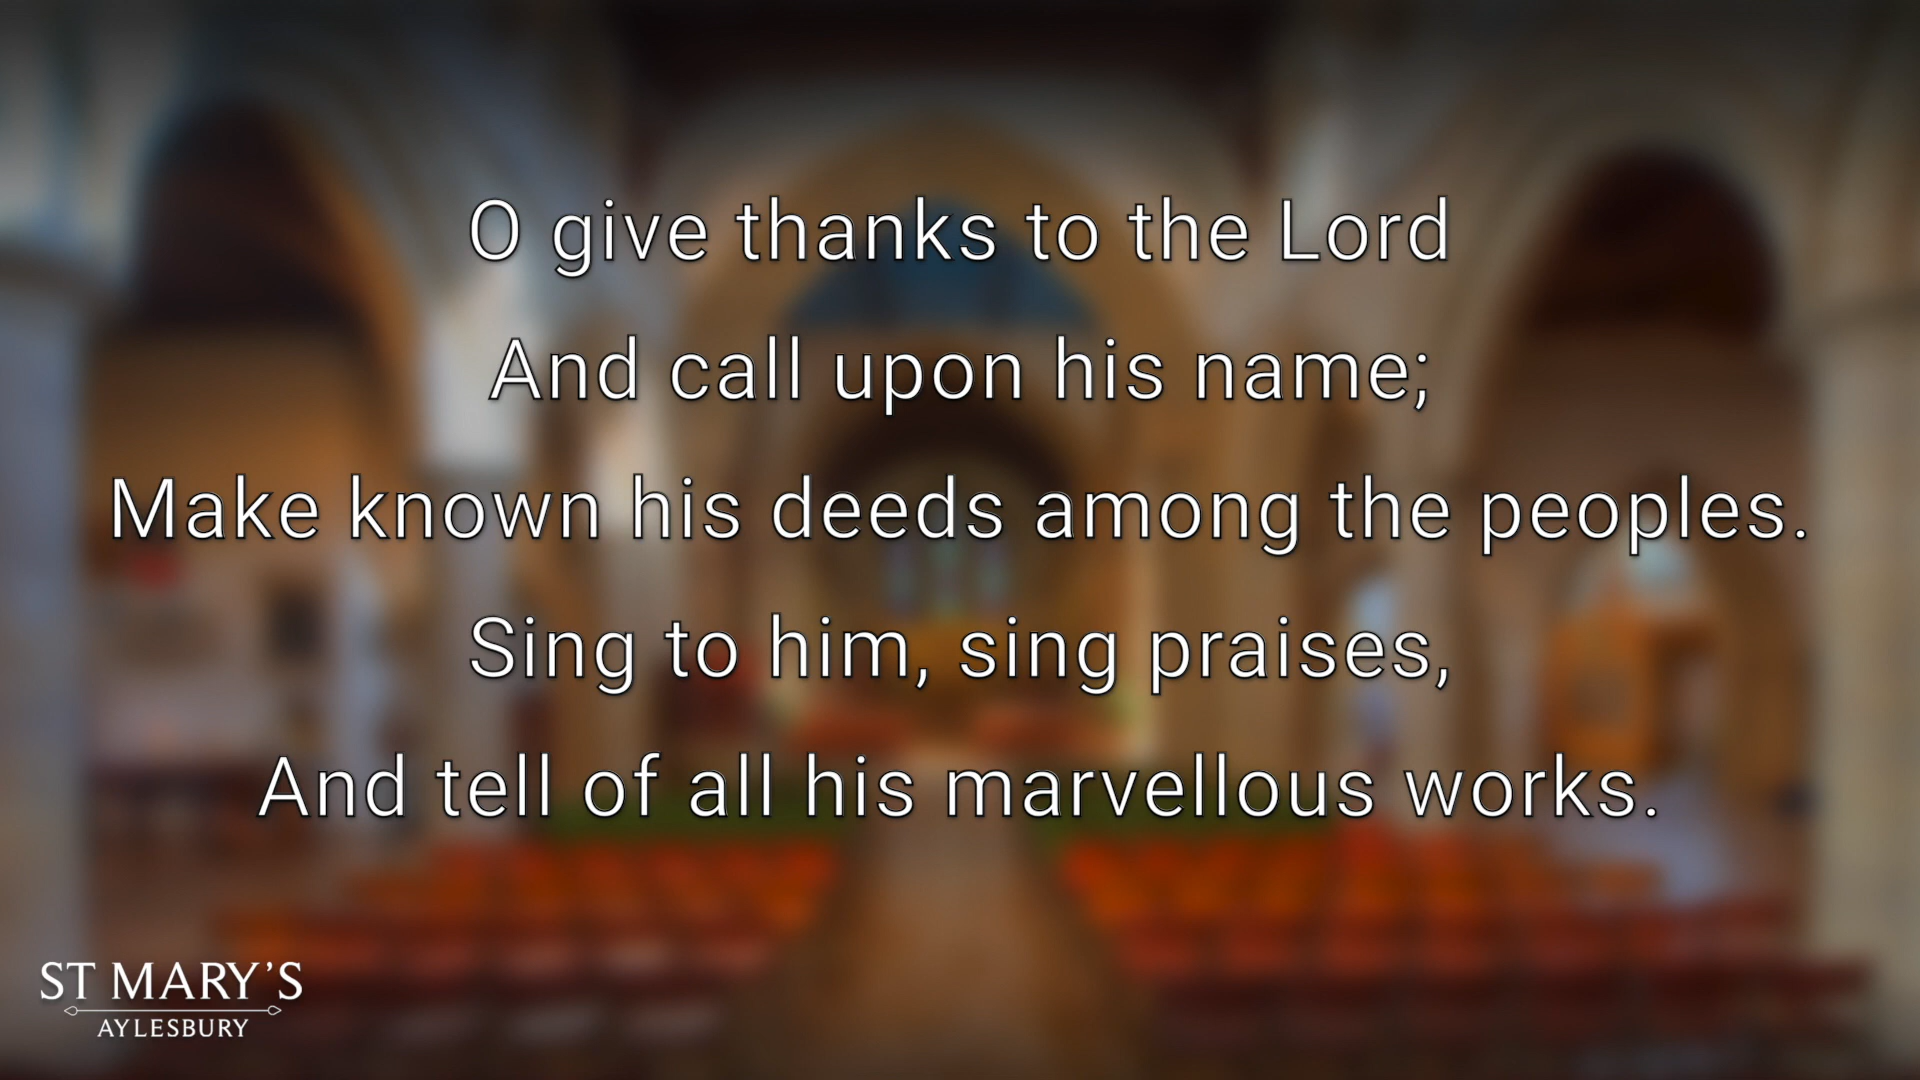 O give thanks to the Lord
And call upon his name;
Make known his deeds among the peoples.
Sing to him, sing praises,
And tell of all his marvellous works.
ST MARY'S
AYLESBURY